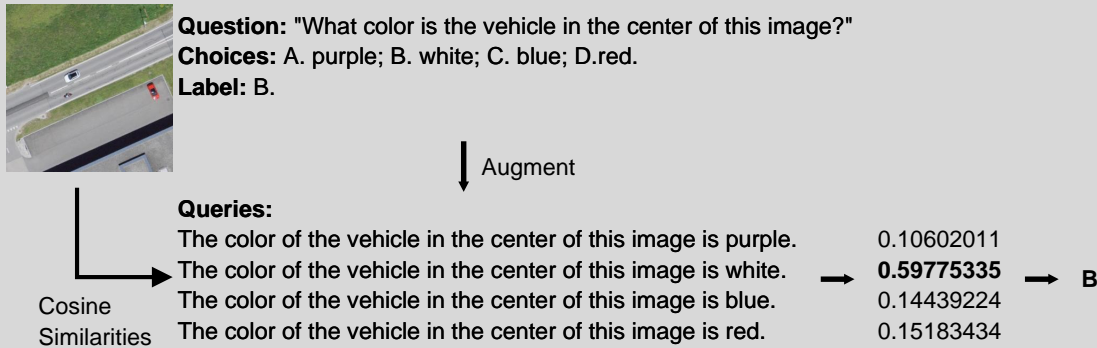 Question: "What color is the vehicle in the center of this image?"
Choices: A. purple; B. white; C. blue; D.red.
Label: B.
Augment
Queries:
The color of the vehicle in the center of this image is purple. 0.10602011
The color of the vehicle in the center of this image is white. 0.59775335 B
The color of the vehicle in the center of this image is blue. 0.14439224
The color of the vehicle in the center of this image is red. 0.15183434
Cosine
Similarities